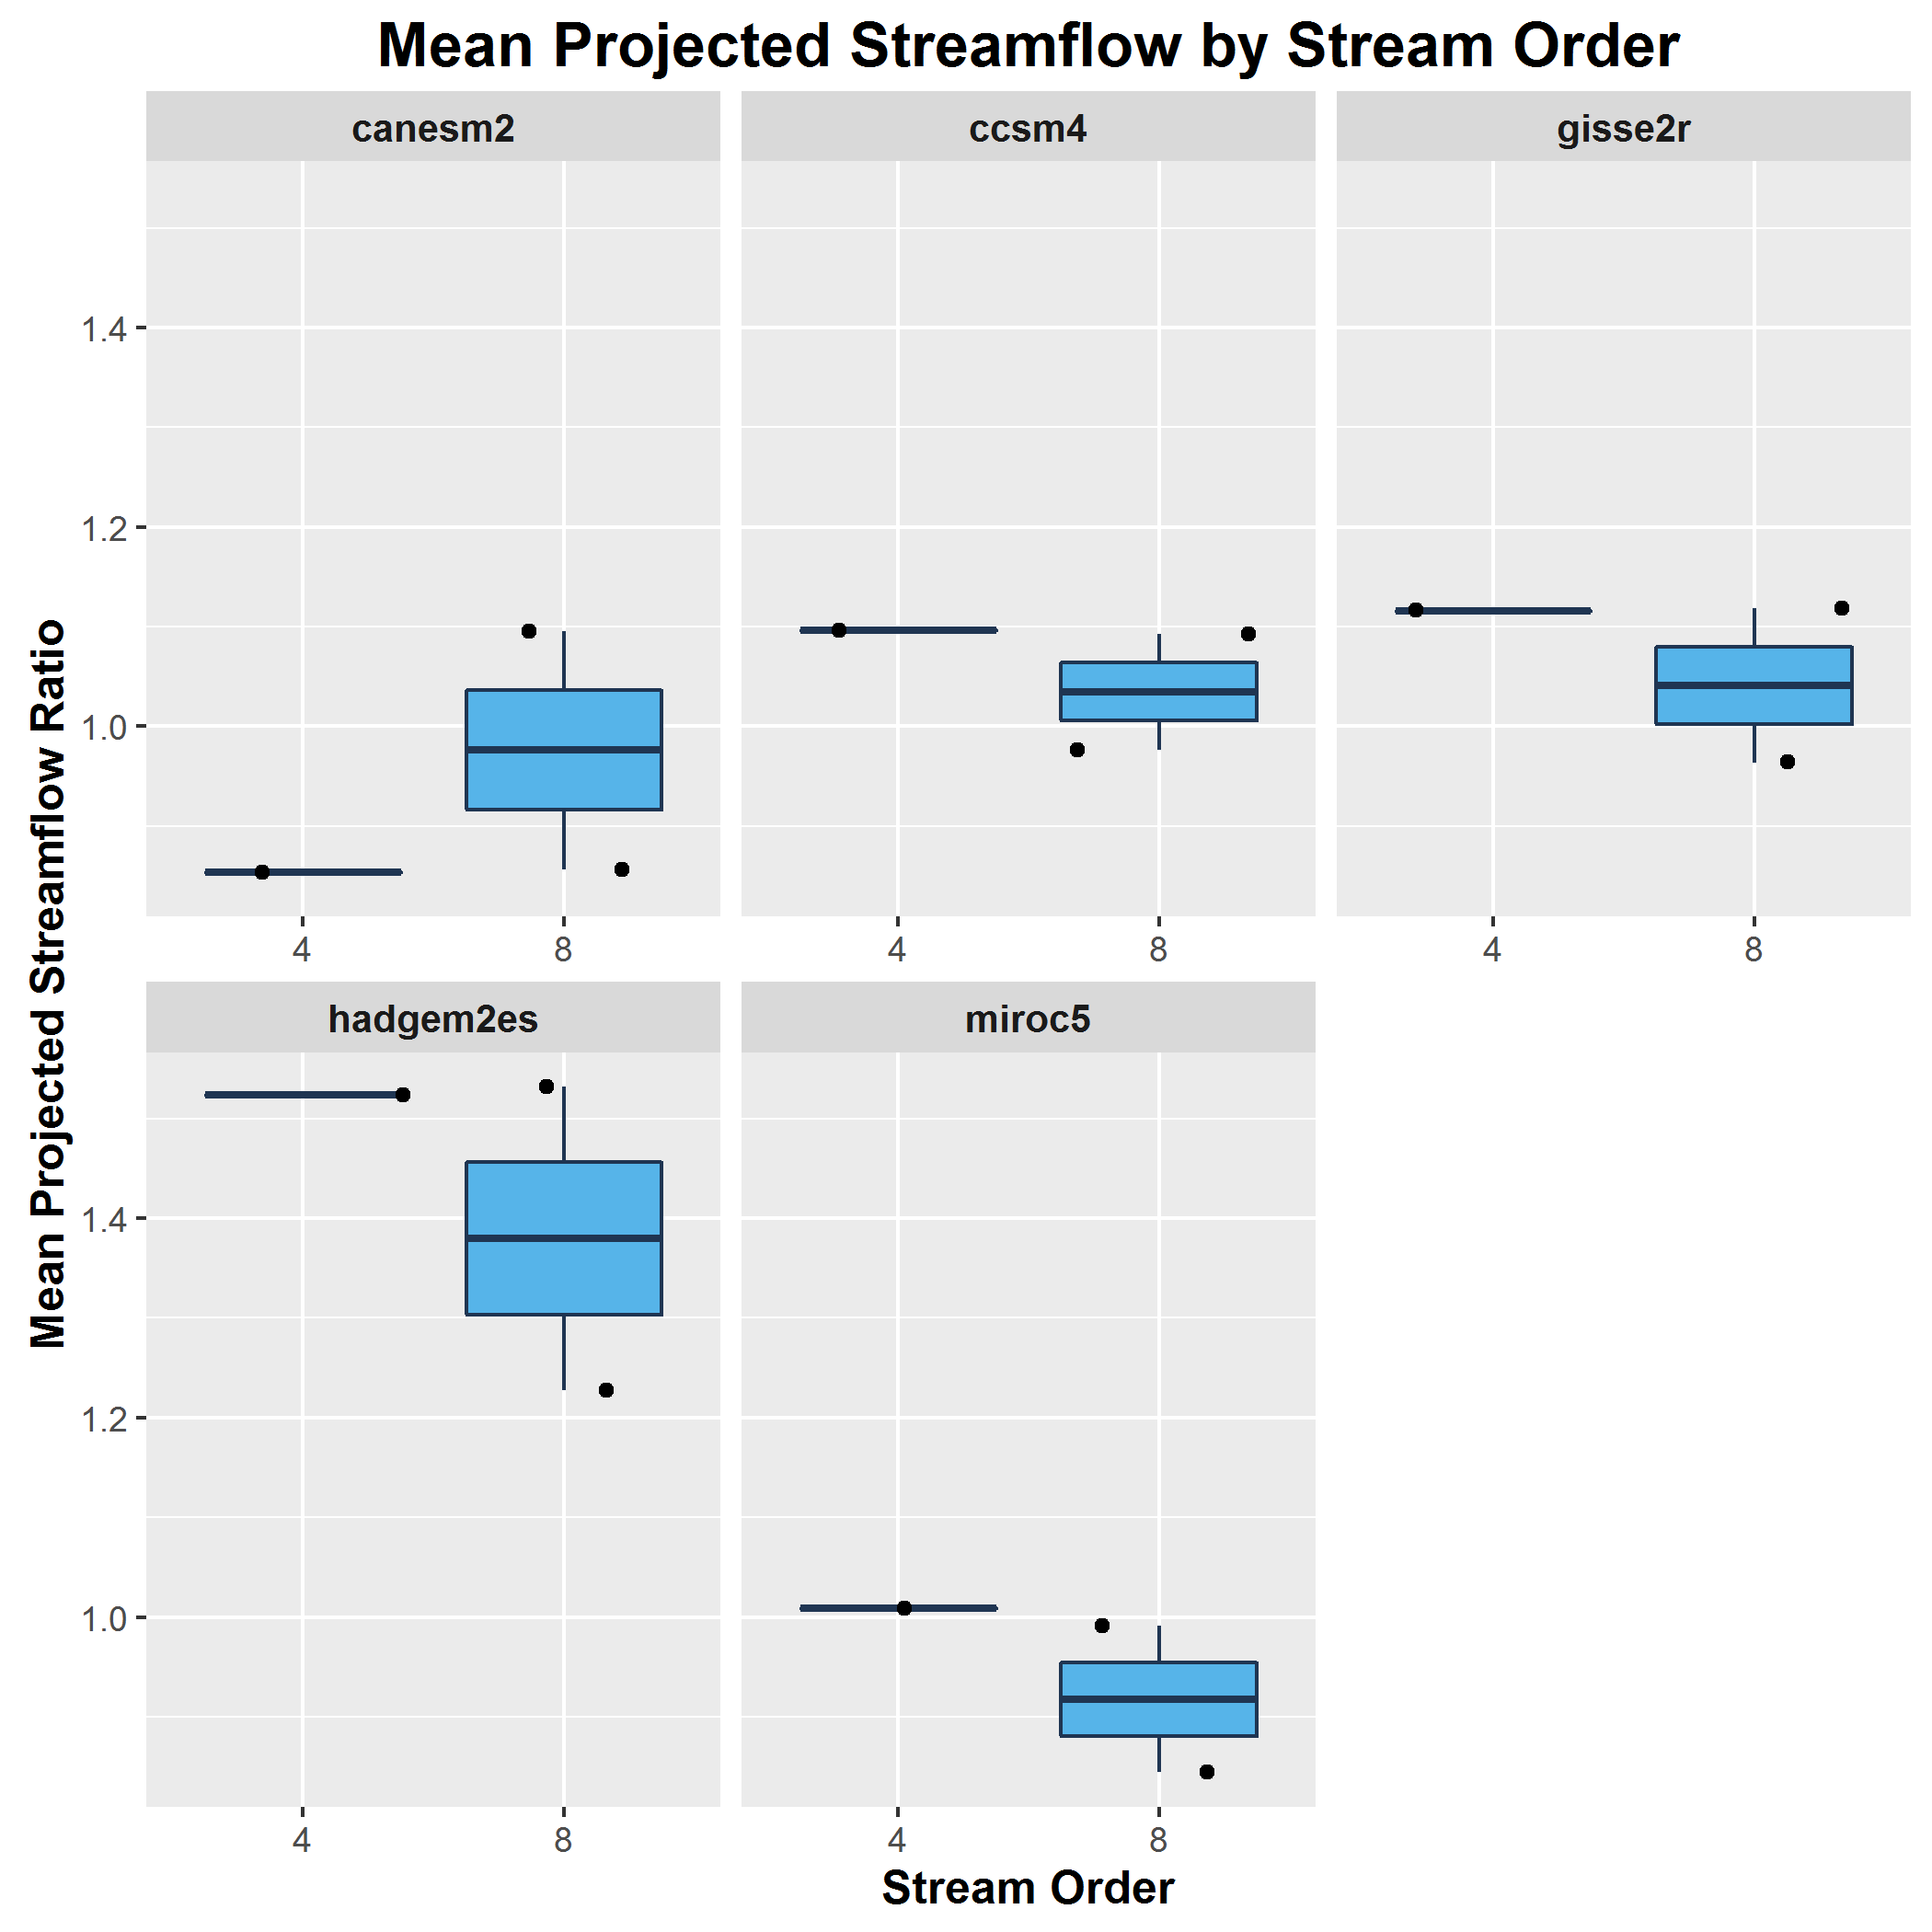 Mean Projected Streamflow by Stream Order
canesm2
ccsm4
gisse2r
1.4
1.2
1.0
4
8
4
8
4
8
Mean Projected Streamflow Ratio
hadgem2es
miroc5
1.4
1.2
1.0
4
8
4
8
Stream Order